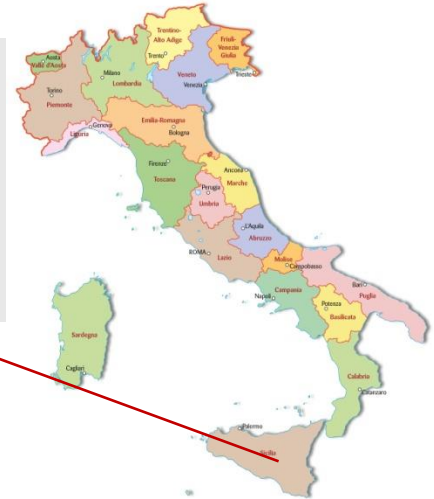 Trentino-
Alto Adige
Trento
Friuli-
Venezia
Giulia
Trieste
Aosta
Valle d'Aosta
Milano
Lombardia
Veneto
Venezia
Torino
Piemonte
Genova
Liguria
Emilia-Romagna
Bologna
Firenze
Toscana
Ancona
Marche
Perugia
Umbria
L'Aquila
Abruzzo
ROMA
Lazio
Molise
Campobasso
Napoli
Campania
Bari
Puglia
Potenza
Basilicata
Sardegna
Cagliari
Calabria
Catanzaro
Palermo
Sicilia